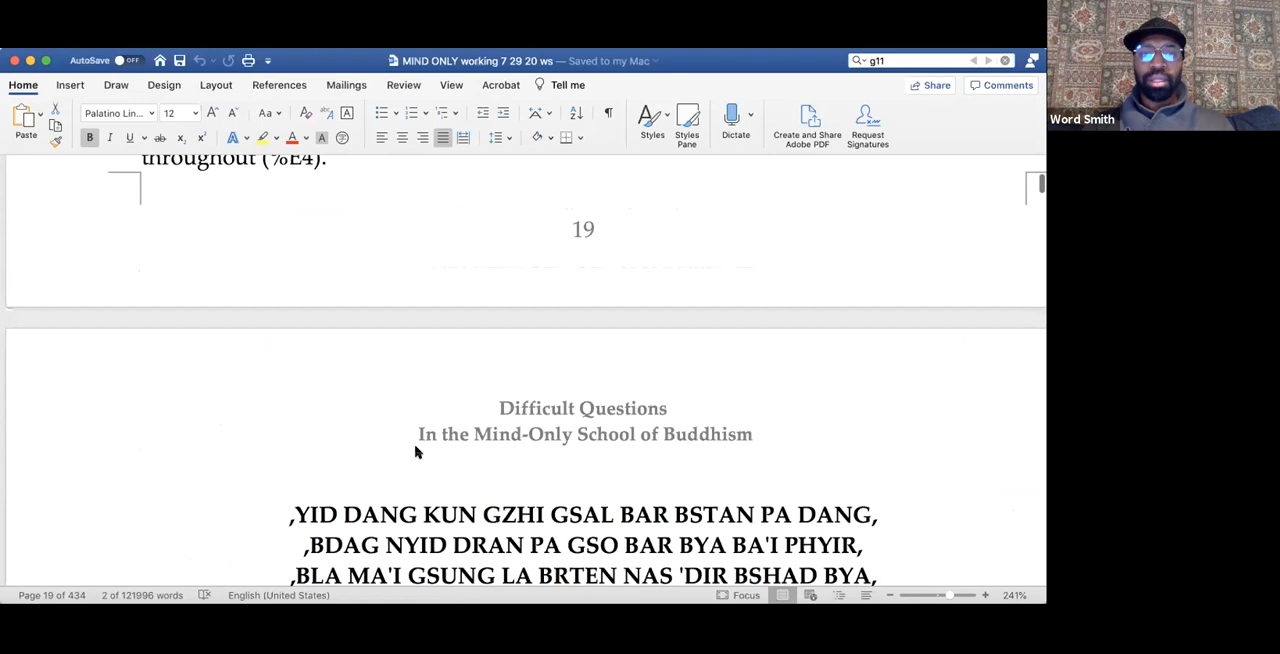 AutoSave OFF
MIND ONLY working 7 29 20 ws — Saved to my Mac
g11
Home Insert Draw Design Layout References Mailings Review View Acrobat Tell me
Share Comments
Paste
Palatino Lin... 12
Aa
Styles
Styles Pane
Dictate
Create and Share Adobe PDF
Request Signatures
Word Smith
throughout (%E4).
19
Difficult Questions
In the Mind-Only School of Buddhism
,YID DANG KUN GZHI GSAL BAR BSTAN PA DANG,
,BDAG NYID DRAN PA GSO BAR BYA BA'I PHYIR,
,BLA MA'I GSUNG LA BRTEN NAS 'DIR BSHAD BYA,
Page 19 of 434 2 of 121996 words English (United States) Focus 241%